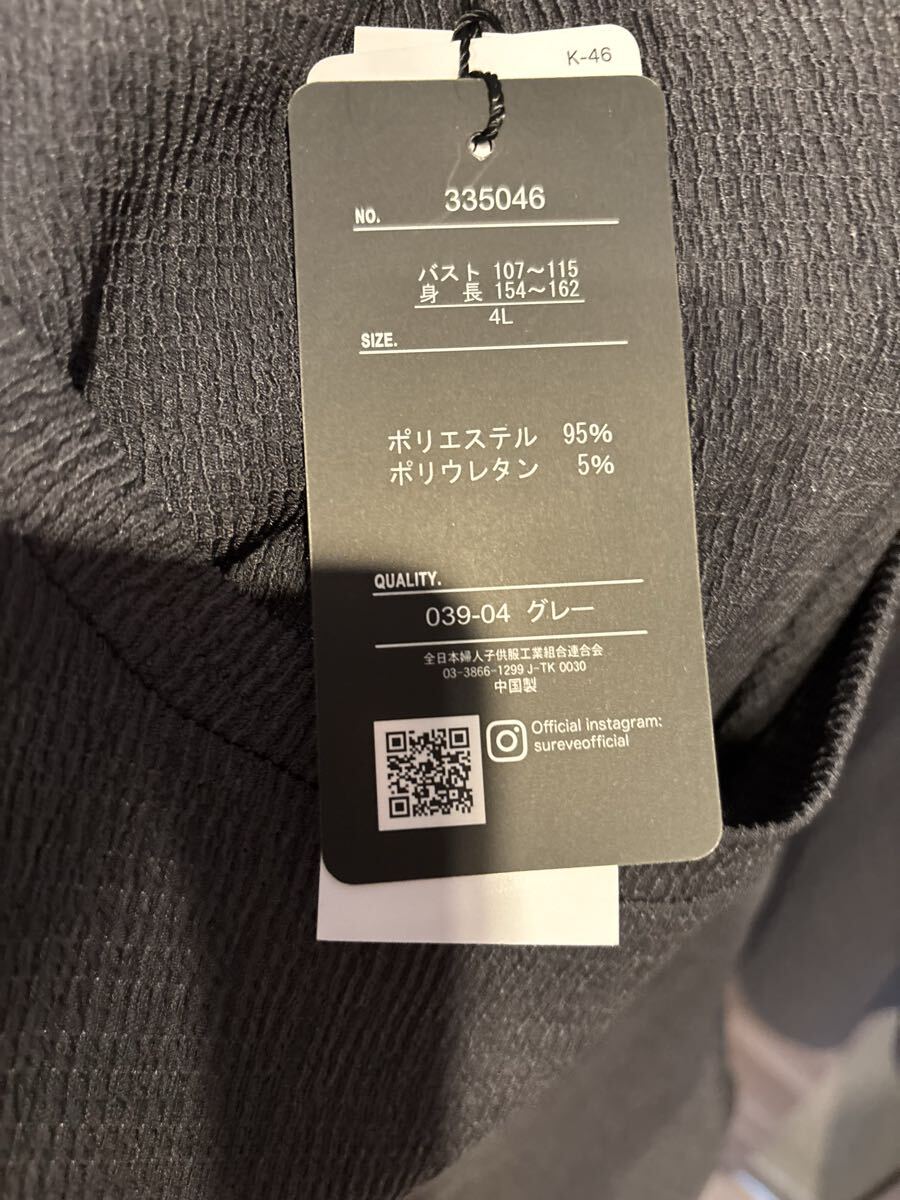 K-46
NO. 335046
バスト 107〜115
身 長 154〜162
4L
SIZE.
ポリエステル 95%
ポリウレタン 5%
QUALITY.
039-04 グレー
全日本婦人子供服工業組合連合会
03-3866-1299 J-TK 0030
中国製
Official instagram:
sureveofficial